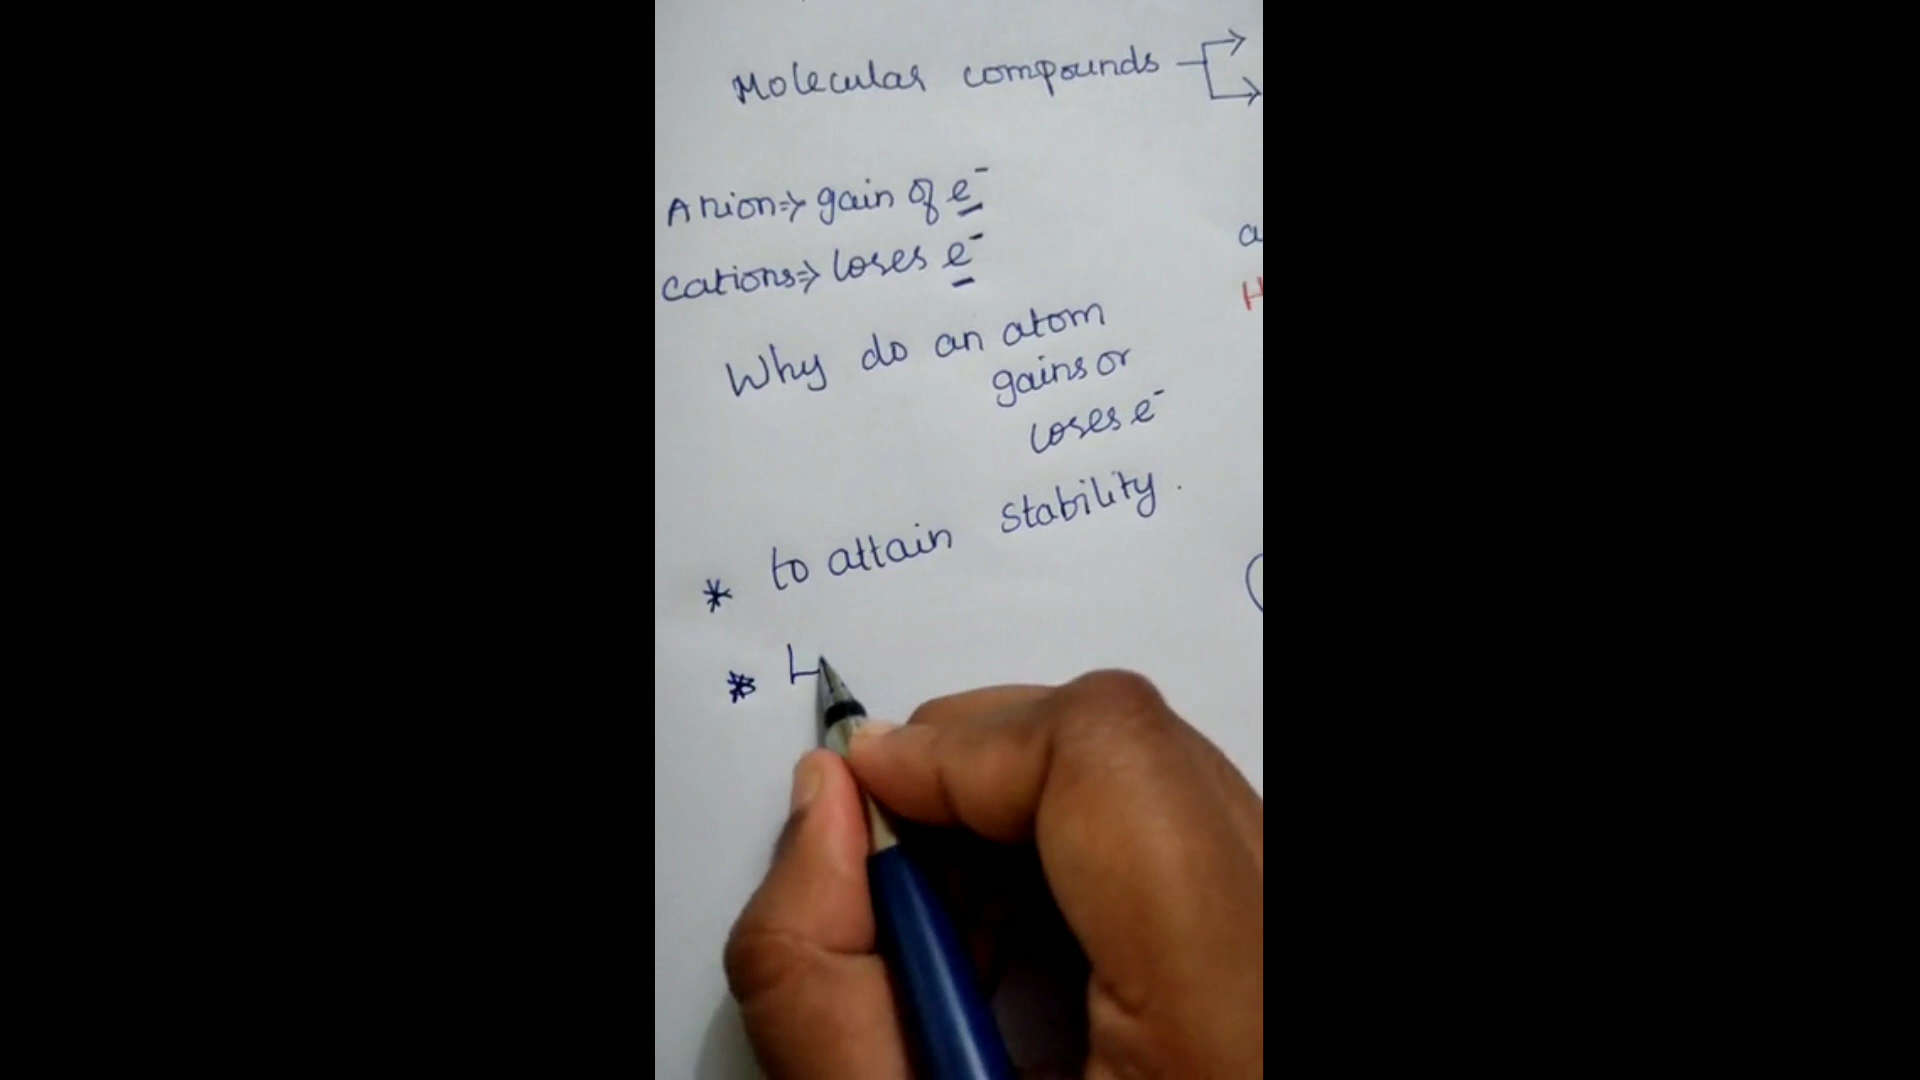 Molecular compounds
Anion⇒ gain of e⁻
cations⇒ loses e⁻
Why do an atom
gains or
loses e⁻
* to attain stability.
*